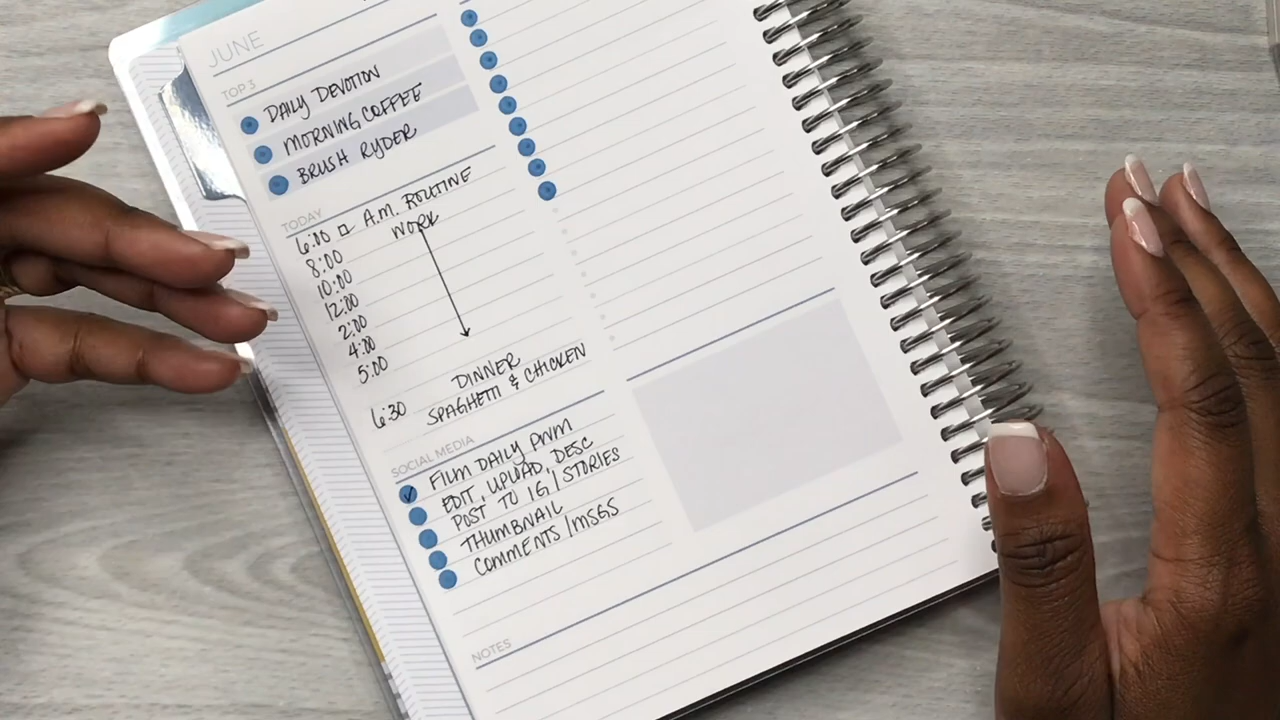 JUNE
TOP 3
DAILY DEVOTION
MORNING COFFEE
BRUSH RYDER
TODAY
6:00 A.M. ROUTINE
8:00 WORK
10:00
12:00
2:00
4:00
5:00
DINNER
6:30 SPAGHETTI & CHICKEN
SOCIAL MEDIA
FILM DAILY PWM
EDIT, UPLOAD, DESC
POST TO IG/STORIES
THUMBNAIL
COMMENTS/MSGS
NOTES